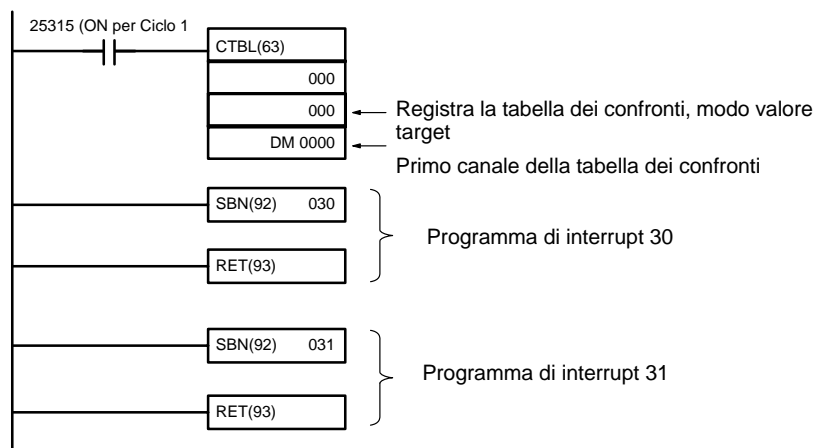 25315 (ON per Ciclo 1
CTBL(63)
000
000
Registra la tabella dei confronti, modo valore
target
DM 0000
Primo canale della tabella dei confronti
SBN(92) 030
Programma di interrupt 30
RET(93)
SBN(92) 031
Programma di interrupt 31
RET(93)